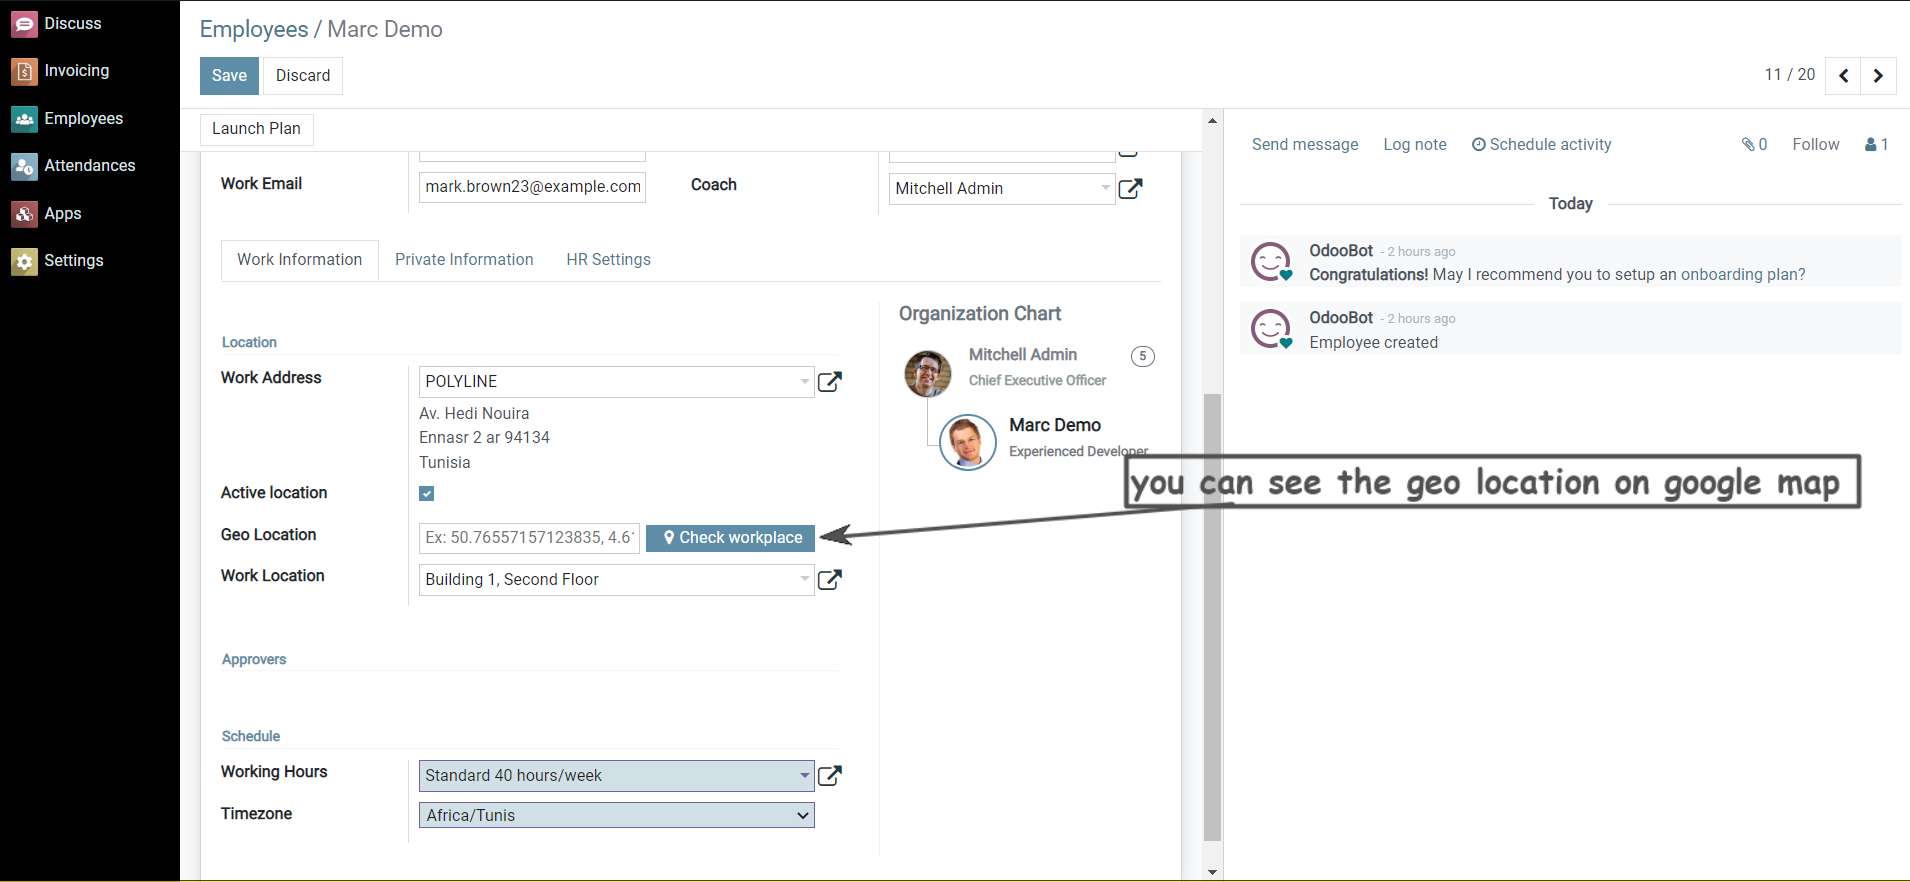 Discuss
Invoicing
Employees
Attendances
Apps
Settings
Employees / Marc Demo
Save
Discard
11 / 20
Launch Plan
Send message
Log note
Schedule activity
0
Follow
1
Work Email
mark.brown23@example.com
Coach
Mitchell Admin
Today
OdooBot - 2 hours ago
Congratulations! May I recommend you to setup an onboarding plan?
OdooBot - 2 hours ago
Employee created
Work Information
Private Information
HR Settings
Location
Work Address
POLYLINE
Av. Hedi Nouira
Ennasr 2 ar 94134
Tunisia
Active location
Geo Location
Ex: 50.76557157123835, 4.6
Check workplace
Work Location
Building 1, Second Floor
Organization Chart
Mitchell Admin
5
Chief Executive Officer
Marc Demo
Experienced Developer
you can see the geo location on google map
Approvers
Schedule
Working Hours
Standard 40 hours/week
Timezone
Africa/Tunis